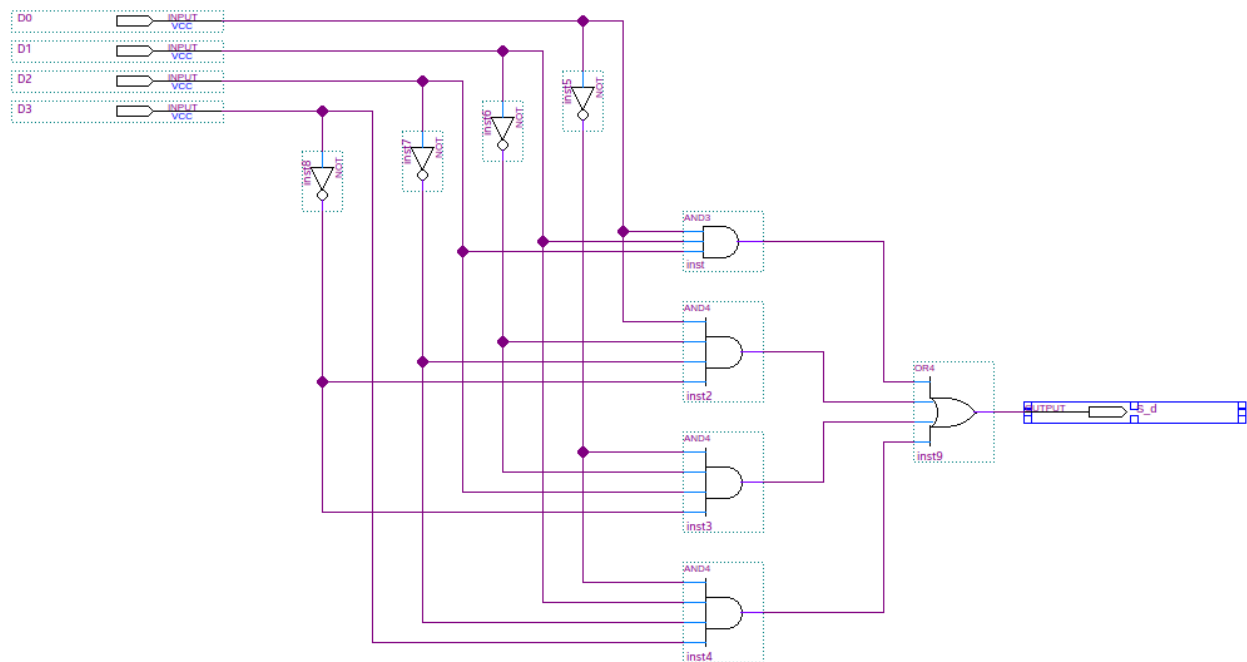 D0 INPUT
VCC
D1 INPUT
VCC
D2 INPUT
VCC
D3 INPUT
VCC
inst5 NOT
inst6 NOT
inst7 NOT
inst8 NOT
AND3
inst
AND4
inst2
OR4
OUTPUT S_d
AND4
inst9
inst3
AND4
inst4